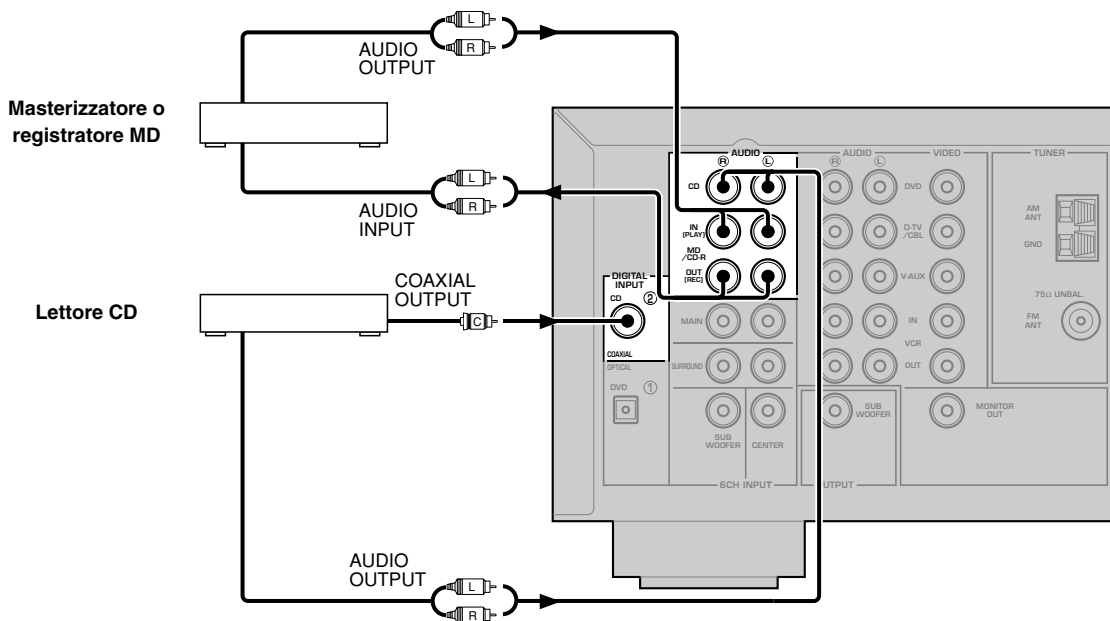 L
R
AUDIO
OUTPUT
Masterizzatore o
registratore MD
L
R
AUDIO
INPUT
COAXIAL
OUTPUT
C
Lettore CD
AUDIO
OUTPUT
L
R
AUDIO
R L
CD
IN
(PLAY)
MD
/CD-R
OUT
(REC)
DIGITAL
INPUT
CD
②
COAXIAL
OPTICAL
DVD ①
MAIN
SURROUND
SUB
WOOFER
CENTER
6CH INPUT
AUDIO
R L
VIDEO
DVD
D-TV
/CBL
V-AUX
IN
VCR
OUT
SUB
WOOFER
UTPUT
MONITOR
OUT
TUNER
AM
ANT
GND
75Ω UNBAL.
FM
ANT